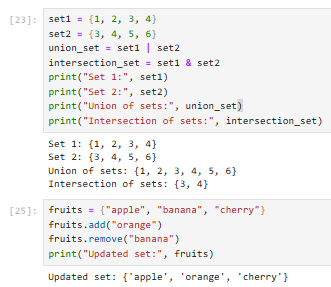 [23]: set1 = {1, 2, 3, 4}
set2 = {3, 4, 5, 6}
union_set = set1 | set2
intersection_set = set1 & set2
print("Set 1:", set1)
print("Set 2:", set2)
print("Union of sets:", union_set)
print("Intersection of sets:", intersection_set)
Set 1: {1, 2, 3, 4}
Set 2: {3, 4, 5, 6}
Union of sets: {1, 2, 3, 4, 5, 6}
Intersection of sets: {3, 4}
[25]: fruits = {"apple", "banana", "cherry"}
fruits.add("orange")
fruits.remove("banana")
print("Updated set:", fruits)
Updated set: {'apple', 'orange', 'cherry'}